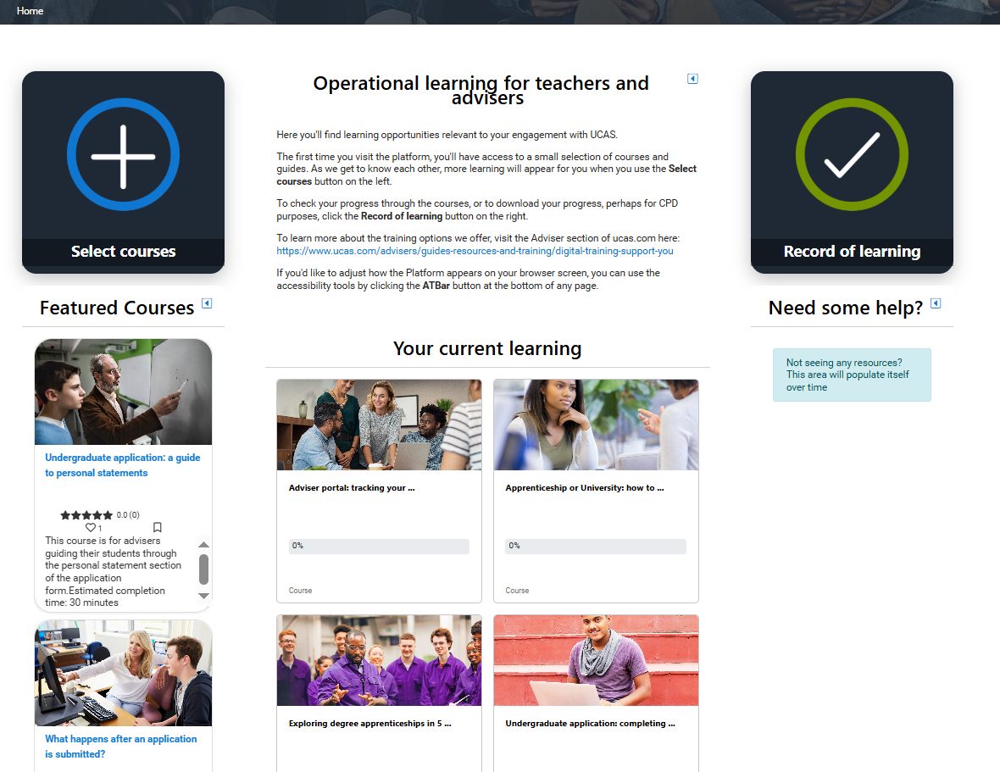 Home
Select courses
Operational learning for teachers and
advisers
Here you'll find learning opportunities relevant to your engagement with UCAS.
The first time you visit the platform, you'll have access to a small selection of courses and
guides. As we get to know each other, more learning will appear for you when you use the Select
courses button on the left.
To check your progress through the courses, or to download your progress, perhaps for CPD
purposes, click the Record of learning button on the right.
To learn more about the training options we offer, visit the Adviser section of ucas.com here:
https://www.ucas.com/advisers/guides-resources-and-training/digital-training-support-you
If you'd like to adjust how the Platform appears on your browser screen, you can use the
accessibility tools by clicking the ATBar button at the bottom of any page.
Record of learning
Featured Courses
Undergraduate application: a guide
to personal statements
0.0 (0)
1
This course is for advisers
guiding their students through
the personal statement section
of the application
form.Estimated completion
time: 30 minutes
What happens after an application
is submitted?
Your current learning
Adviser portal: tracking your ...
0%
Course
Apprenticeship or University: how to ...
0%
Course
Exploring degree apprenticeships in 5 ...
Undergraduate application: completing ...
Need some help?
Not seeing any resources?
This area will populate itself
over time